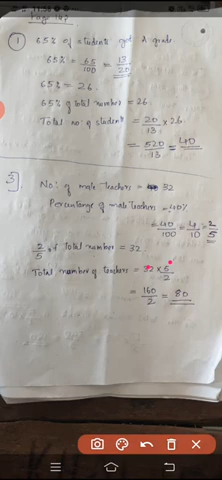 Page 147
① 65% of students got A grade.
65% = 65/100 = 13/20
65% = 26.
65% of total number = 26.
Total no: of students = 20/13 × 26
= 520/13 = 40
3]. No: of male teachers = 32
Percentange of male teachers = 40%
= 40/100 = 4/10 = 2/5
2/5 of total number = 32.
Total number of teachers = 32 × 5/2
= 160/2 = 80